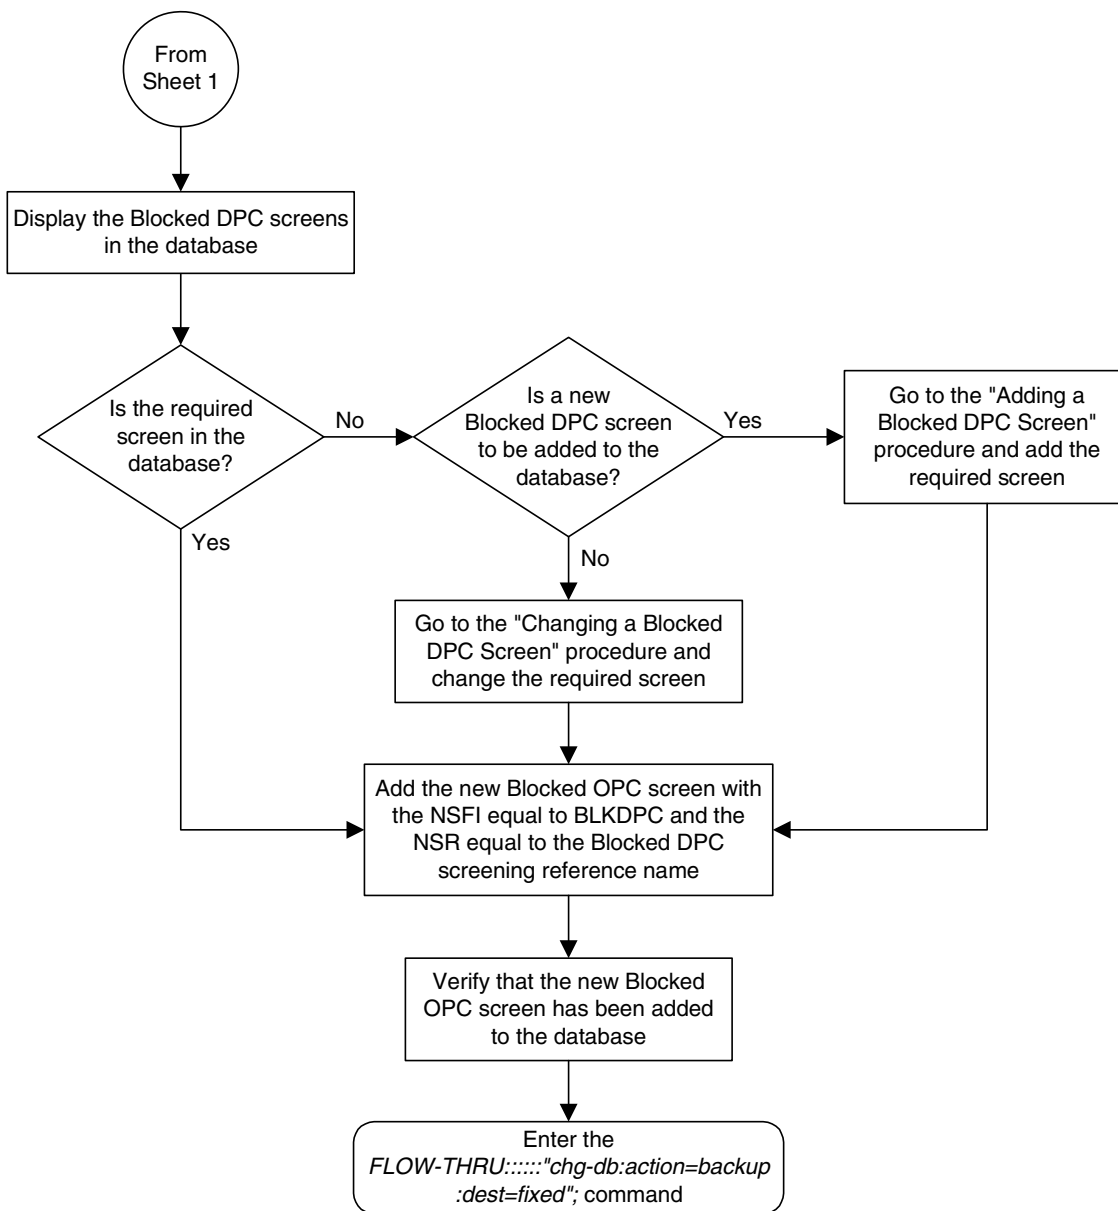 From
Sheet 1
Display the Blocked DPC screens
in the database
Is the required
screen in the
database?
No
Yes
Is a new
Blocked DPC screen
to be added to the
database?
Yes
No
Go to the "Adding a
Blocked DPC Screen"
procedure and add the
required screen
Go to the "Changing a Blocked
DPC Screen" procedure and
change the required screen
Add the new Blocked OPC screen with
the NSFI equal to BLKDPC and the
NSR equal to the Blocked DPC
screening reference name
Verify that the new Blocked
OPC screen has been added
to the database
Enter the
FLOW-THRU::::::"chg-db:action=backup
:dest=fixed"; command